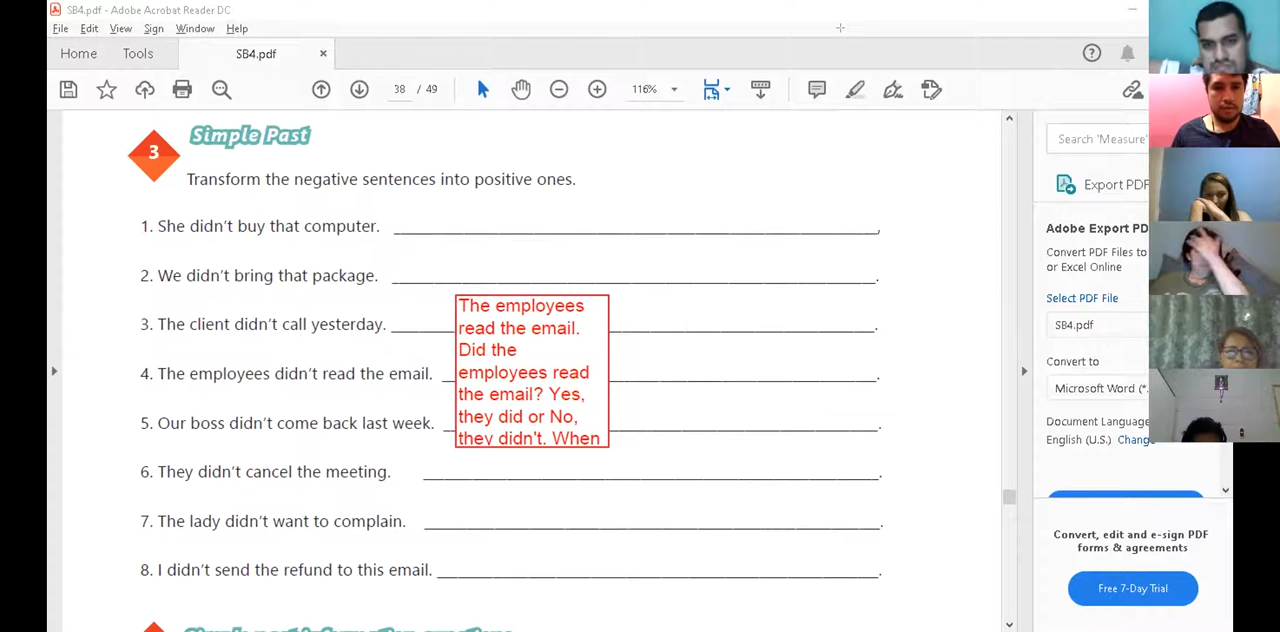 SB4.pdf - Adobe Acrobat Reader DC
File Edit View Sign Window Help
Home Tools SB4.pdf ×
38 / 49 116%
Search 'Measure'
3 Simple Past
Transform the negative sentences into positive ones.
1. She didn't buy that computer. ,
2. We didn't bring that package. .
3. The client didn't call yesterday. .
4. The employees didn't read the email. .
5. Our boss didn't come back last week. .
6. They didn't cancel the meeting. .
7. The lady didn't want to complain. .
8. I didn't send the refund to this email. .
The employees
read the email.
Did the
employees read
the email? Yes,
they did or No,
they didn't. When
Simple past information questions
Export PDF
Adobe Export PD
Convert PDF Files to
or Excel Online
Select PDF File
SB4.pdf
Convert to
Microsoft Word (*.
Document Language
English (U.S.) Change
Convert, edit and e-sign PDF
forms & agreements
Free 7-Day Trial